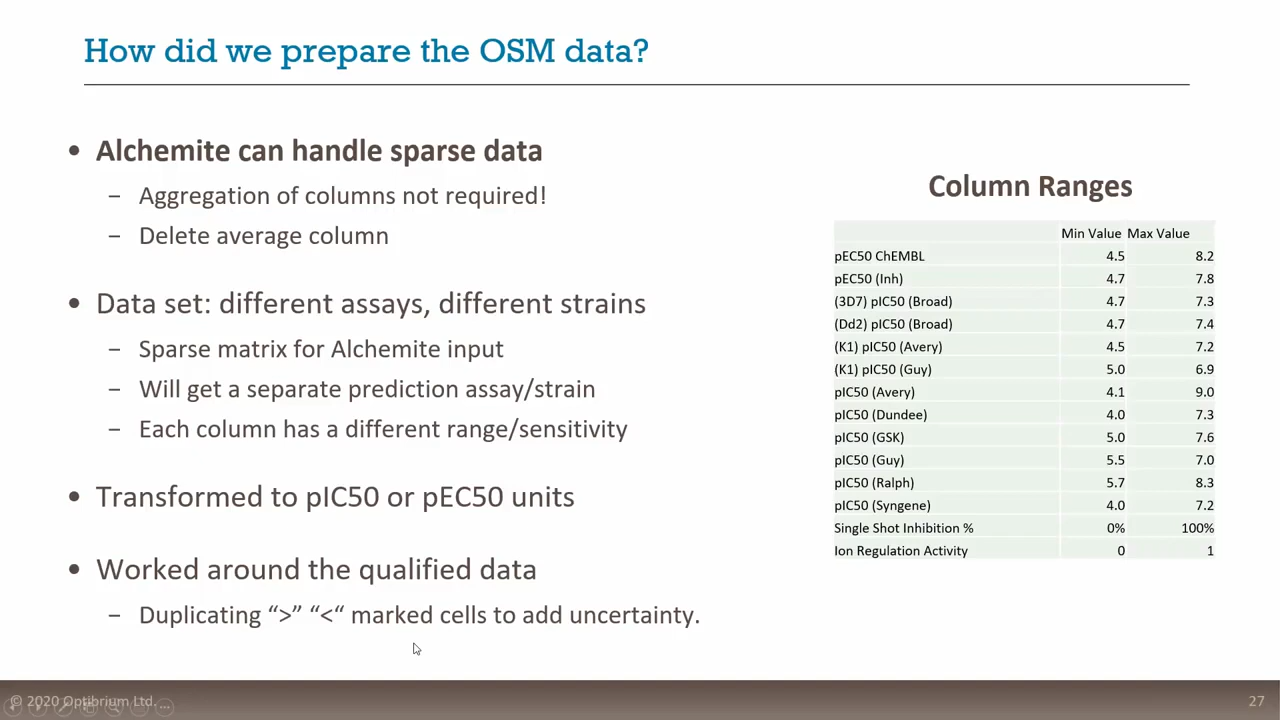 How did we prepare the OSM data?
• Alchemite can handle sparse data
– Aggregation of columns not required!
– Delete average column
• Data set: different assays, different strains
– Sparse matrix for Alchemite input
– Will get a separate prediction assay/strain
– Each column has a different range/sensitivity
• Transformed to pIC50 or pEC50 units
• Worked around the qualified data
– Duplicating “>” “<“ marked cells to add uncertainty.
Column Ranges
Min Value Max Value
pEC50 ChEMBL 4.5 8.2
pEC50 (Inh) 4.7 7.8
(3D7) pIC50 (Broad) 4.7 7.3
(Dd2) pIC50 (Broad) 4.7 7.4
(K1) pIC50 (Avery) 4.5 7.2
(K1) pIC50 (Guy) 5.0 6.9
pIC50 (Avery) 4.1 9.0
pIC50 (Dundee) 4.0 7.3
pIC50 (GSK) 5.0 7.6
pIC50 (Guy) 5.5 7.0
pIC50 (Ralph) 5.7 8.3
pIC50 (Syngene) 4.0 7.2
Single Shot Inhibition % 0% 100%
Ion Regulation Activity 0 1
© 2020 Optibrium Ltd.
27